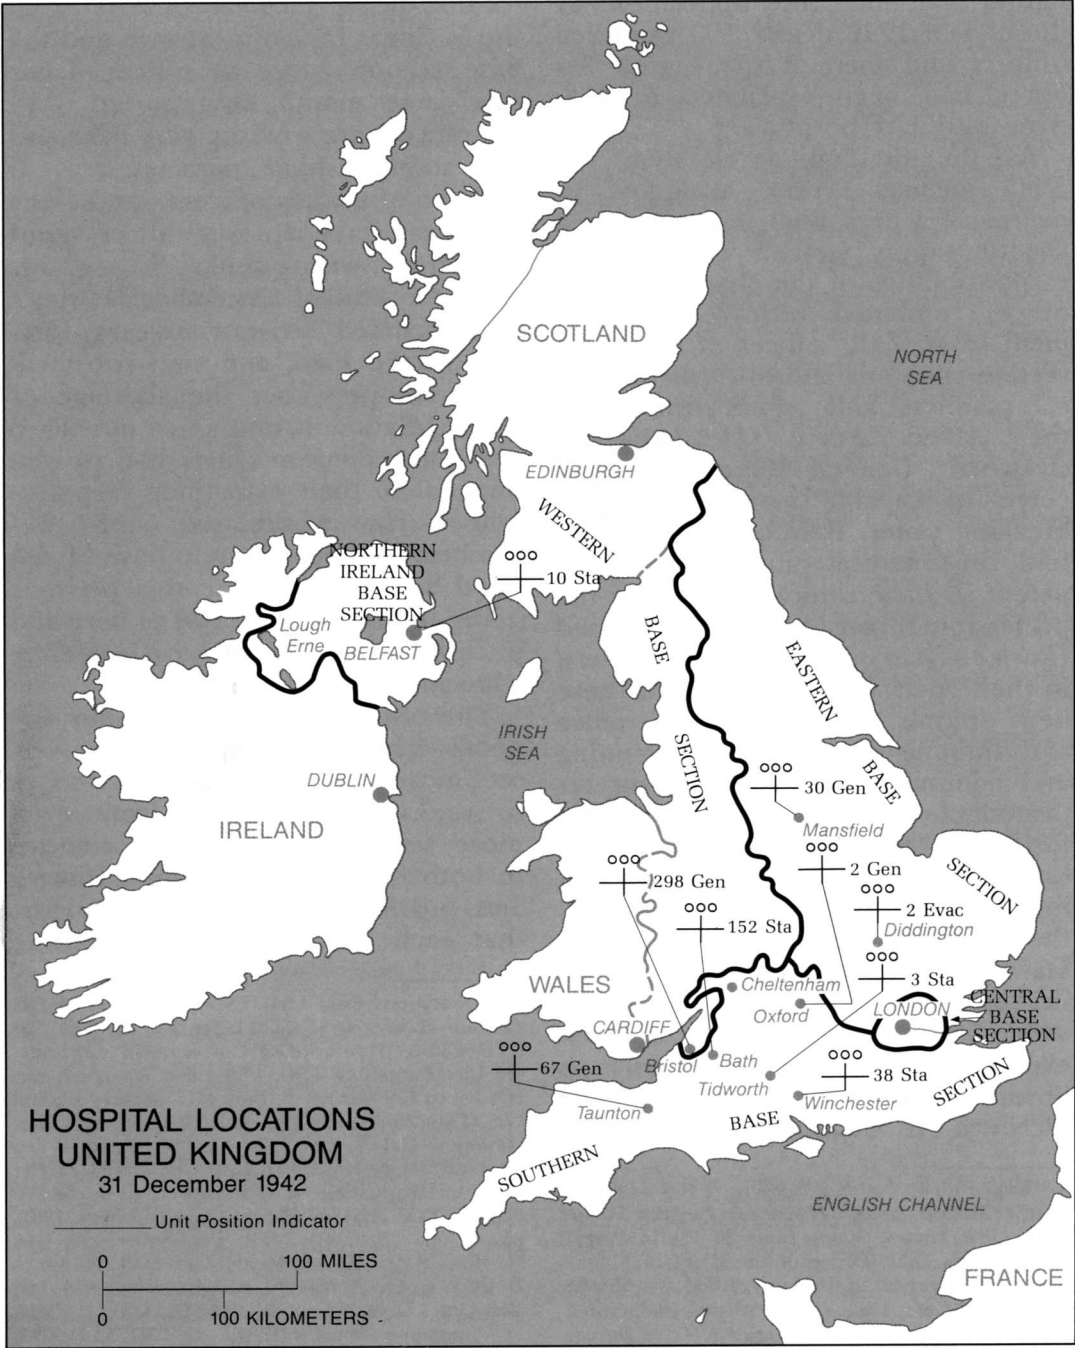 SCOTLAND
NORTH
SEA
EDINBURGH
WESTERN
BASE
SECTION
NORTHERN
IRELAND
BASE
SECTION
10 Sta
Lough
Erne
BELFAST
EASTERN
BASE
SECTION
IRISH
SEA
DUBLIN
IRELAND
30 Gen
Mansfield
2 Gen
298 Gen
2 Evac
Diddington
152 Sta
3 Sta
WALES
Cheltenham
Oxford
LONDON
CENTRAL
BASE
SECTION
CARDIFF
Bristol
Bath
67 Gen
Tidworth
38 Sta
Winchester
Taunton
SOUTHERN
BASE
SECTION
HOSPITAL LOCATIONS
UNITED KINGDOM
31 December 1942
Unit Position Indicator
0 100 MILES
0 100 KILOMETERS
ENGLISH CHANNEL
FRANCE